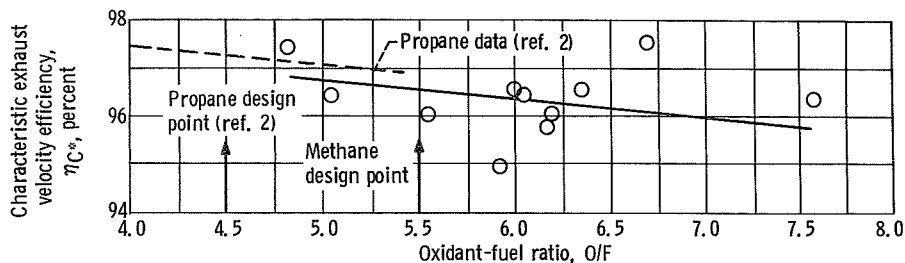 Characteristic exhaust
velocity efficiency,
ηC*, percent
98
96
94
Propane data (ref. 2)
Propane design
point (ref. 2)
Methane
design point
4.0 4.5 5.0 5.5 6.0 6.5 7.0 7.5 8.0
Oxidant-fuel ratio, O/F